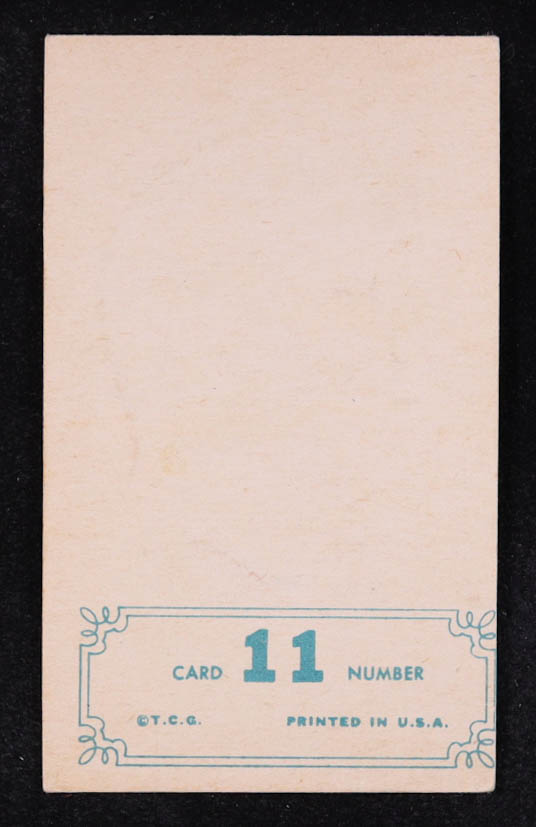 CARD 11 NUMBER
©T.C.G. PRINTED IN U.S.A.